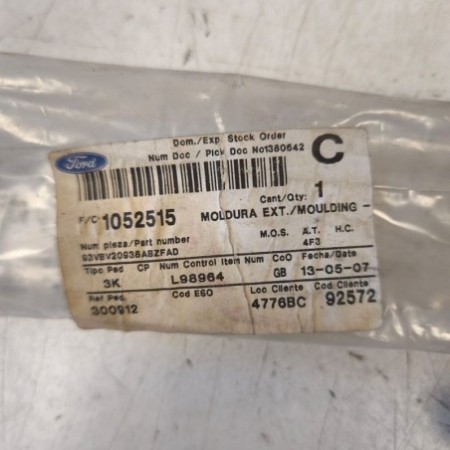 Dom./Exp Stock Order
Ford
Num Doc / Pick Doc No1380642
C
Cant/Qty: 1
F/C 1052515 MOLDURA EXT./MOULDING -
Num pieza/Part number M.O.S. A.T. H.C.
93VBV20938ABZFAD 4F3
Tipo Ped CP Num Control Item Num CoO Fecha/Date
3K L98964 GB 13-05-07
Ref Ped. Cod E60 Loc Cliente Cod Cliente
300912 4776BC 92572